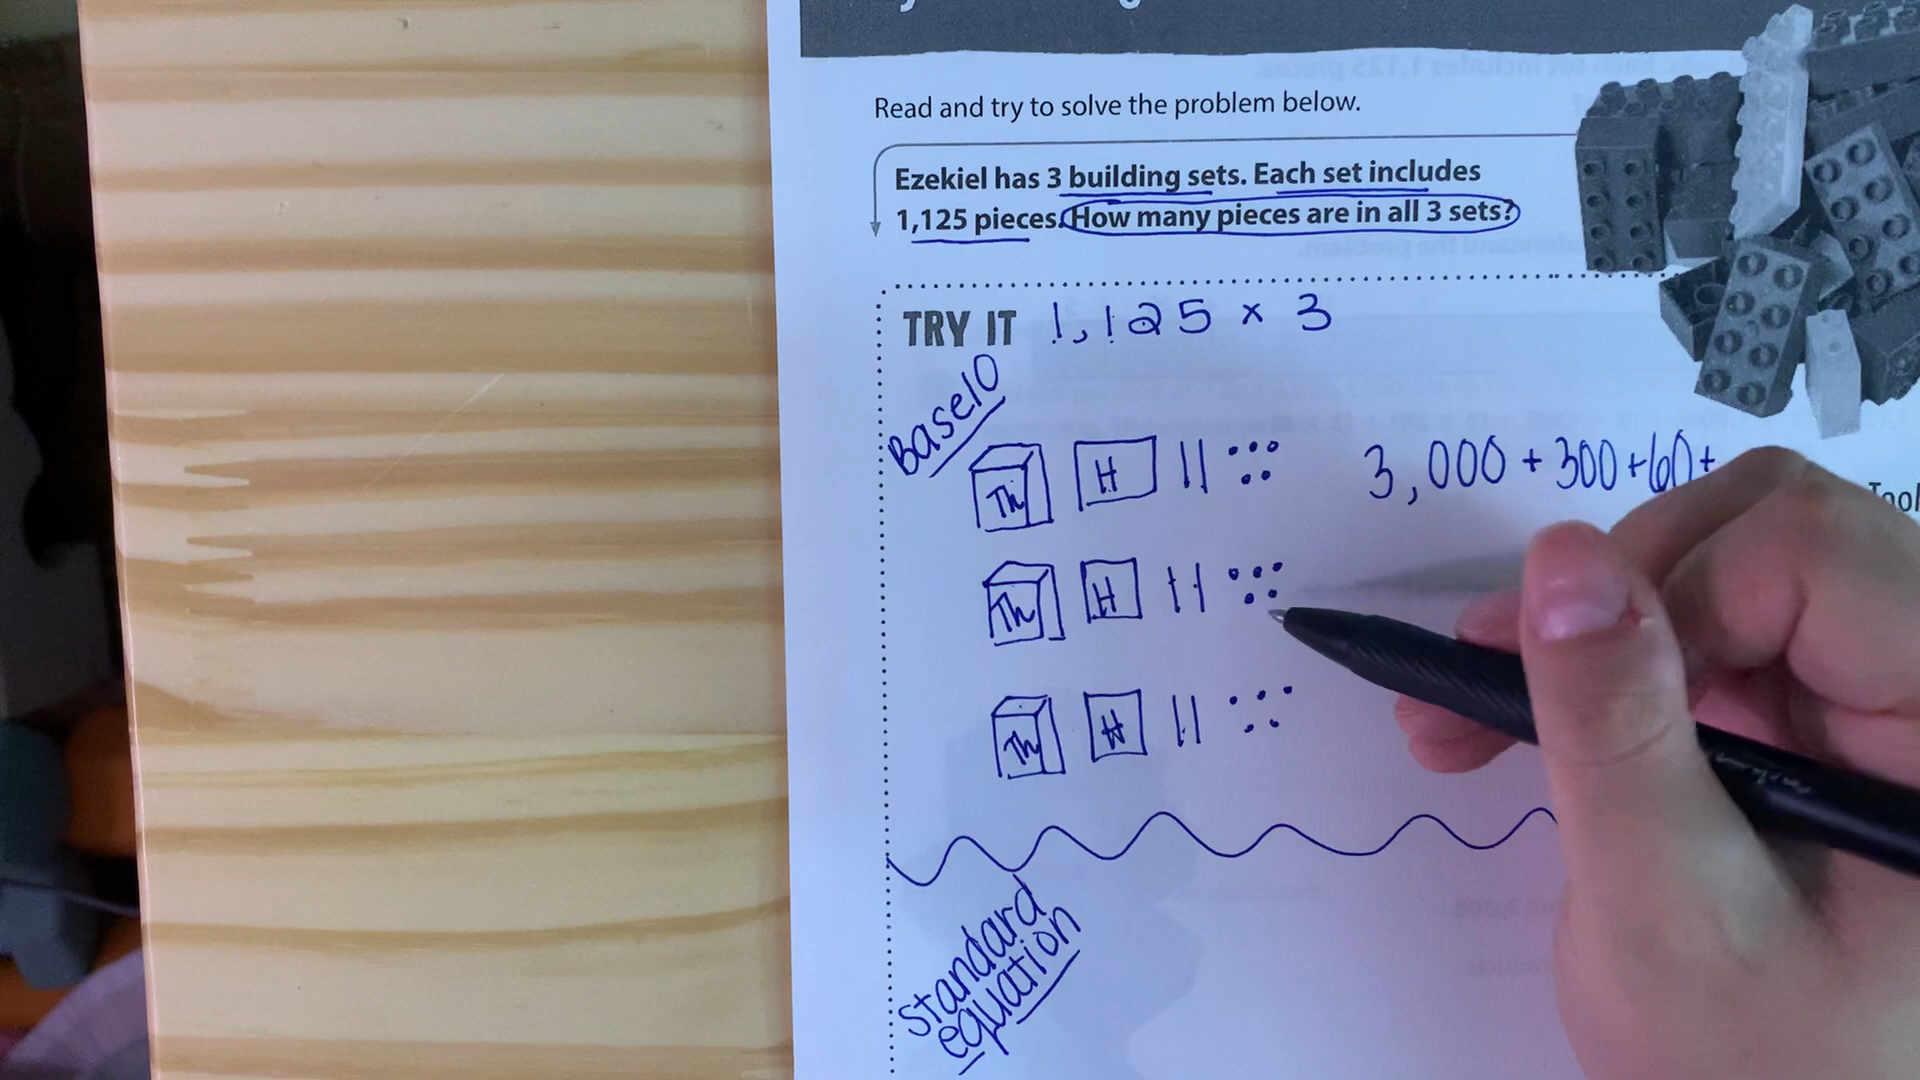 Read and try to solve the problem below.
Ezekiel has 3 building sets. Each set includes
1,125 pieces. How many pieces are in all 3 sets?
TRY IT 1,125 × 3
Base10
Th H 3,000 + 300 + 60 +
Tool
Th H
Th H
Standard
equation